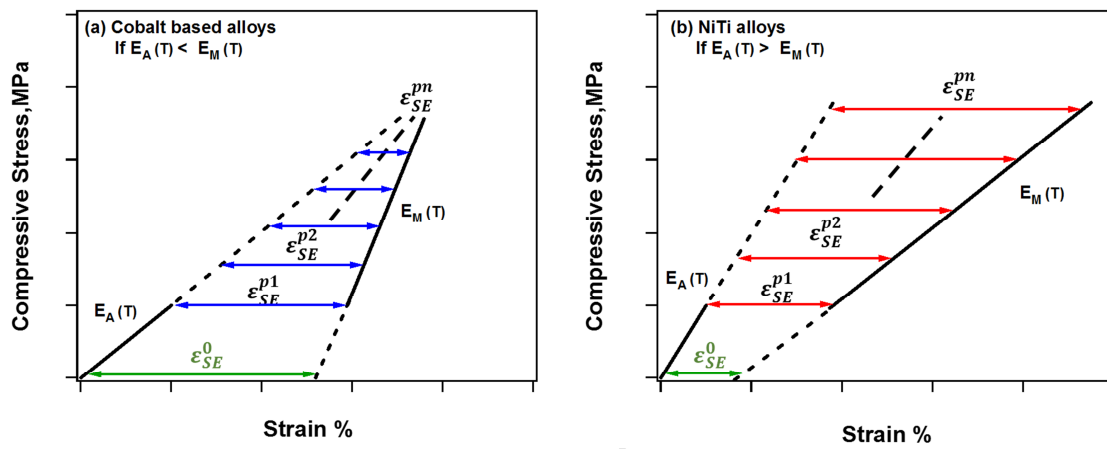 (a) Cobalt based alloys
If E_A(T) < E_M(T)
ε_SE^pn
E_M(T)
ε_SE^p2
E_A(T)
ε_SE^p1
ε_SE^0
Compressive Stress,MPa
Strain %
(b) NiTi alloys
If E_A(T) > E_M(T)
ε_SE^pn
E_M(T)
ε_SE^p2
E_A(T)
ε_SE^p1
ε_SE^0
Compressive Stress,MPa
Strain %